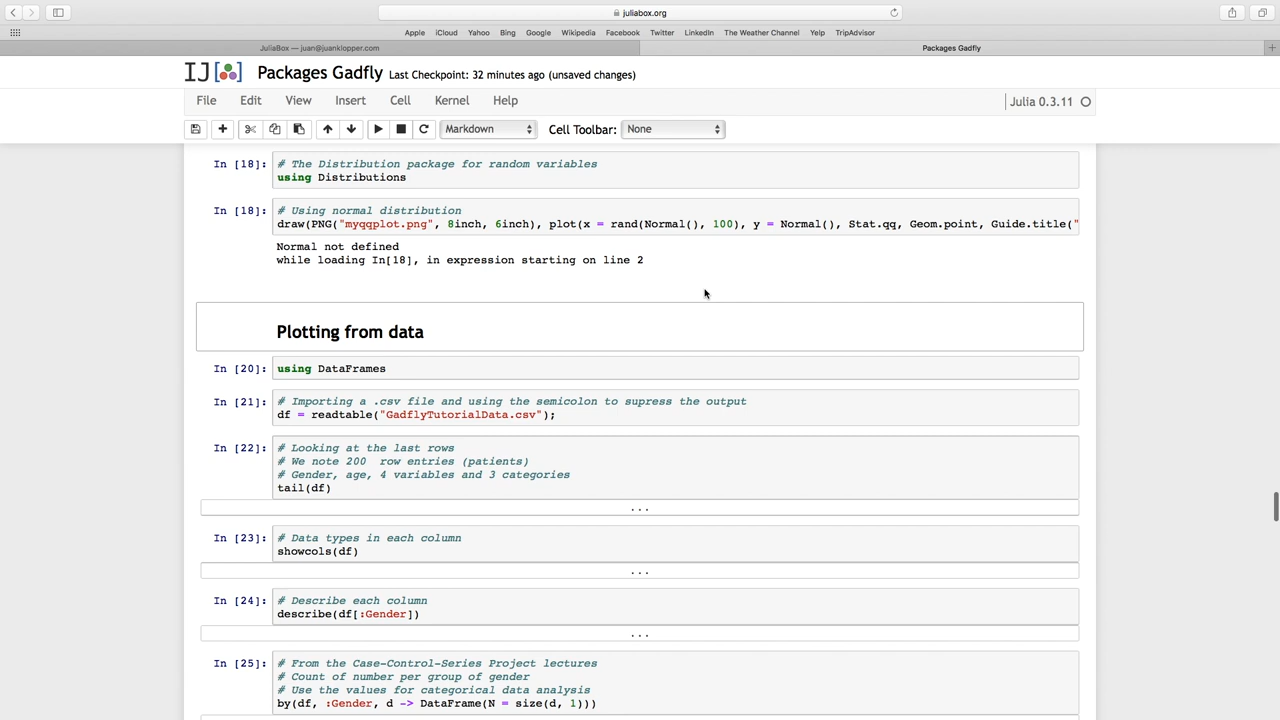 juliabox.org
Apple iCloud Yahoo Bing Google Wikipedia Facebook Twitter LinkedIn The Weather Channel Yelp TripAdvisor
JuliaBox — juan@juanklopper.com
Packages Gadfly
IJ[ ] Packages Gadfly Last Checkpoint: 32 minutes ago (unsaved changes)
File Edit View Insert Cell Kernel Help
Julia 0.3.11
Markdown
Cell Toolbar:
None
In [18]: # The Distribution package for random variables
using Distributions
In [18]: # Using normal distribution
draw(PNG("myqqplot.png", 8inch, 6inch), plot(x = rand(Normal(), 100), y = Normal(), Stat.qq, Geom.point, Guide.title("
Normal not defined
while loading In[18], in expression starting on line 2
Plotting from data
In [20]: using DataFrames
In [21]: # Importing a .csv file and using the semicolon to supress the output
df = readtable("GadflyTutorialData.csv");
In [22]: # Looking at the last rows
# We note 200 row entries (patients)
# Gender, age, 4 variables and 3 categories
tail(df)
...
In [23]: # Data types in each column
showcols(df)
...
In [24]: # Describe each column
describe(df[:Gender])
...
In [25]: # From the Case-Control-Series Project lectures
# Count of number per group of gender
# Use the values for categorical data analysis
by(df, :Gender, d -> DataFrame(N = size(d, 1)))